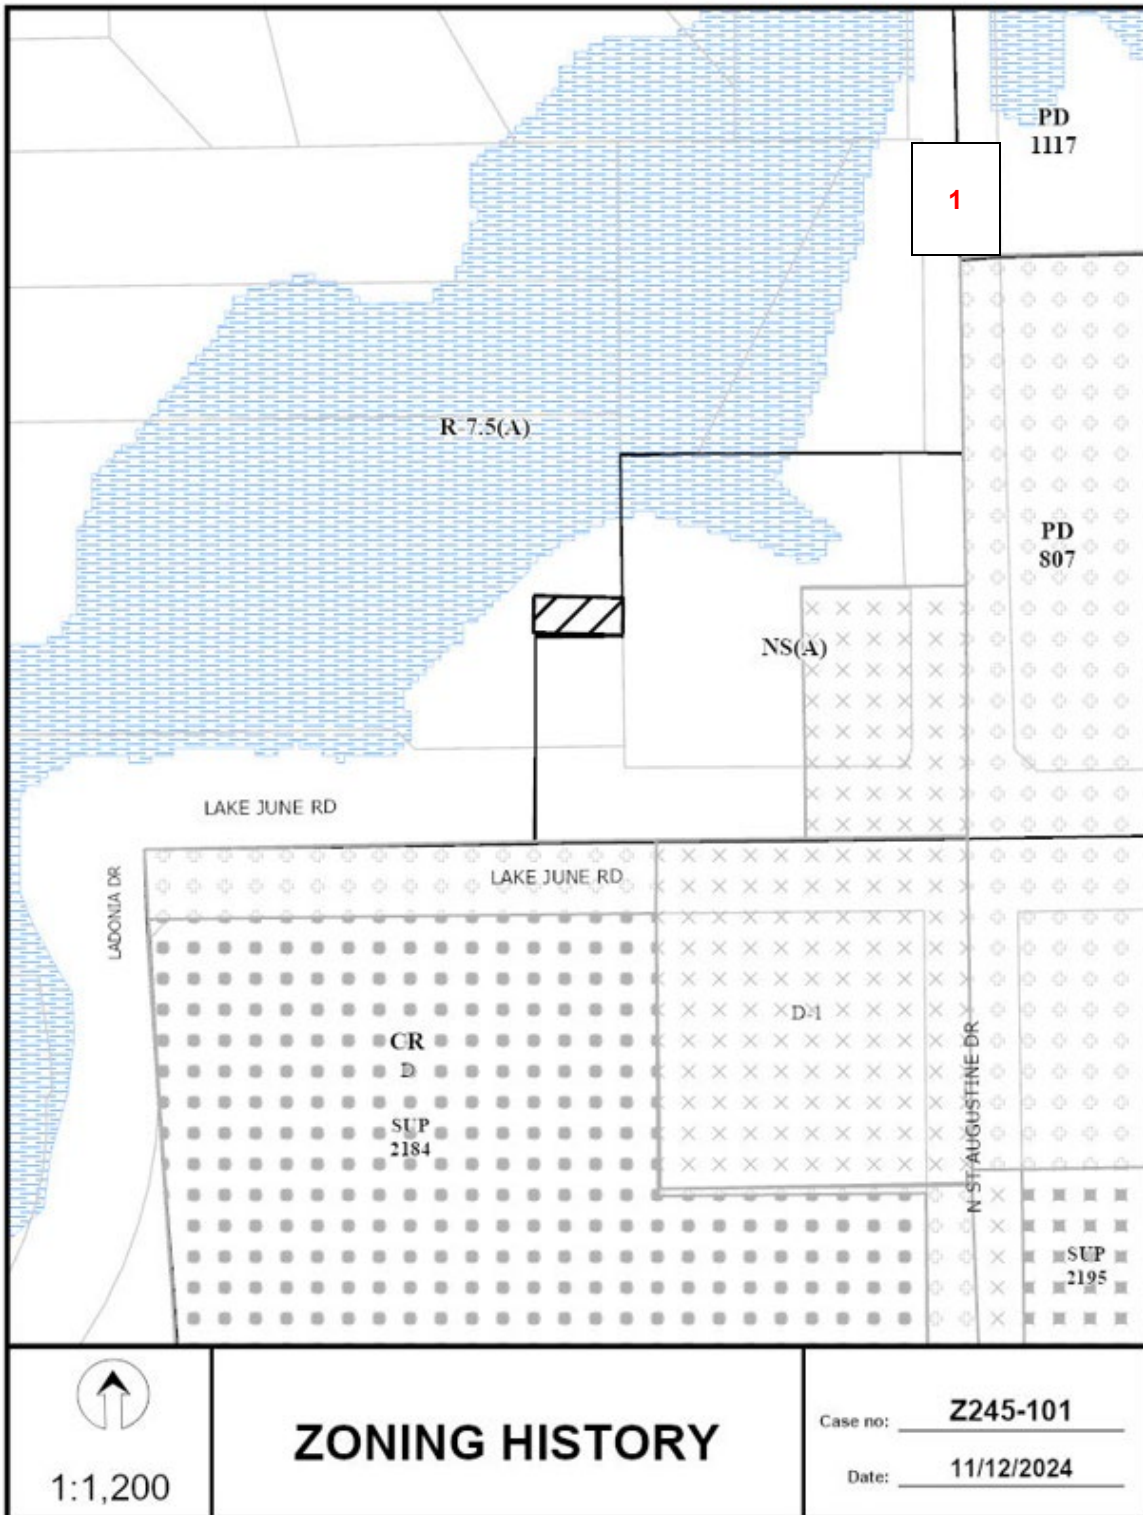 PD
1117
1
R-7.5(A)
PD
807
NS(A)
LAKE JUNE RD
LAKE JUNE RD
LADONIA DR
D-1
CR
D
SUP
2184
N ST AUGUSTINE DR
SUP
2195
1:1,200
ZONING HISTORY
Case no: Z245-101
Date: 11/12/2024